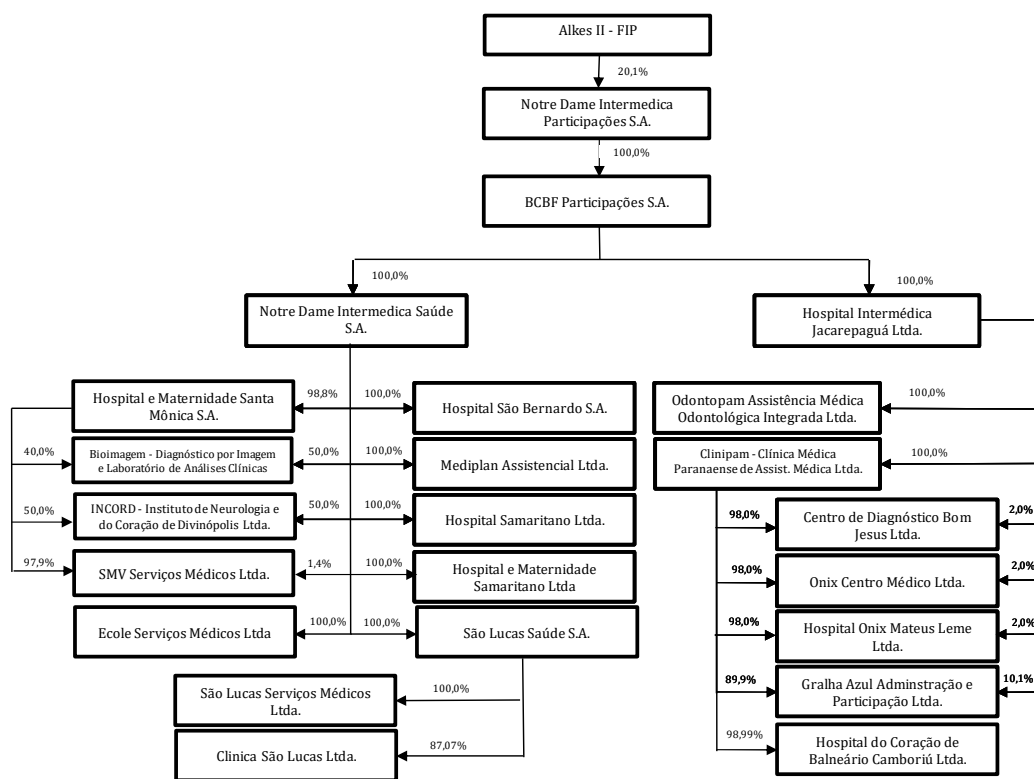 Alkes II - FIP
20,1%
Notre Dame Intermedica
Participações S.A.
100,0%
BCBF Participações S.A.
100,0%
100,0%
Notre Dame Intermedica Saúde
S.A.
Hospital Intermédica
Jacarepaguá Ltda.
Hospital e Maternidade Santa
Mônica S.A.
98,8%
100,0%
Hospital São Bernardo S.A.
Odontopam Assistência Médica
Odontológica Integrada Ltda.
100,0%
40,0%
Bioimagem - Diagnóstico por Imagem
e Laboratório de Análises Clínicas
50,0%
100,0%
Mediplan Assistencial Ltda.
Clinipam - Clínica Médica
Paranaense de Assist. Médica Ltda.
100,0%
50,0%
INCORD - Instituto de Neurologia e
do Coração de Divinópolis Ltda.
50,0%
100,0%
Hospital Samaritano Ltda.
98,0%
Centro de Diagnóstico Bom
Jesus Ltda.
2,0%
97,9%
SMV Serviços Médicos Ltda.
1,4%
100,0%
Hospital e Maternidade
Samaritano Ltda
98,0%
Onix Centro Médico Ltda.
2,0%
Ecole Serviços Médicos Ltda
100,0%
100,0%
São Lucas Saúde S.A.
98,0%
Hospital Onix Mateus Leme
Ltda.
2,0%
São Lucas Serviços Médicos
Ltda.
100,0%
89,9%
Gralha Azul Adminstração e
Participação Ltda.
10,1%
Clinica São Lucas Ltda.
87,07%
98,99%
Hospital do Coração de
Balneário Camboriú Ltda.